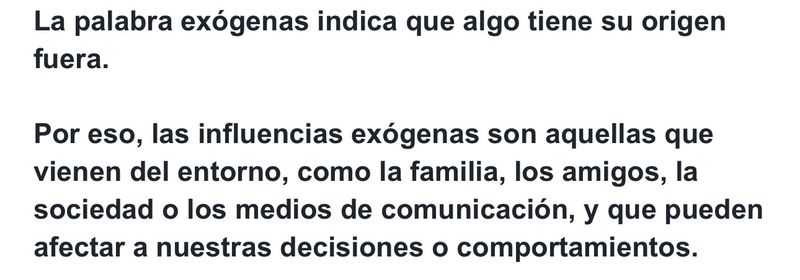 La palabra exógenas indica que algo tiene su origen
fuera.
Por eso, las influencias exógenas son aquellas que
vienen del entorno, como la familia, los amigos, la
sociedad o los medios de comunicación, y que pueden
afectar a nuestras decisiones o comportamientos.